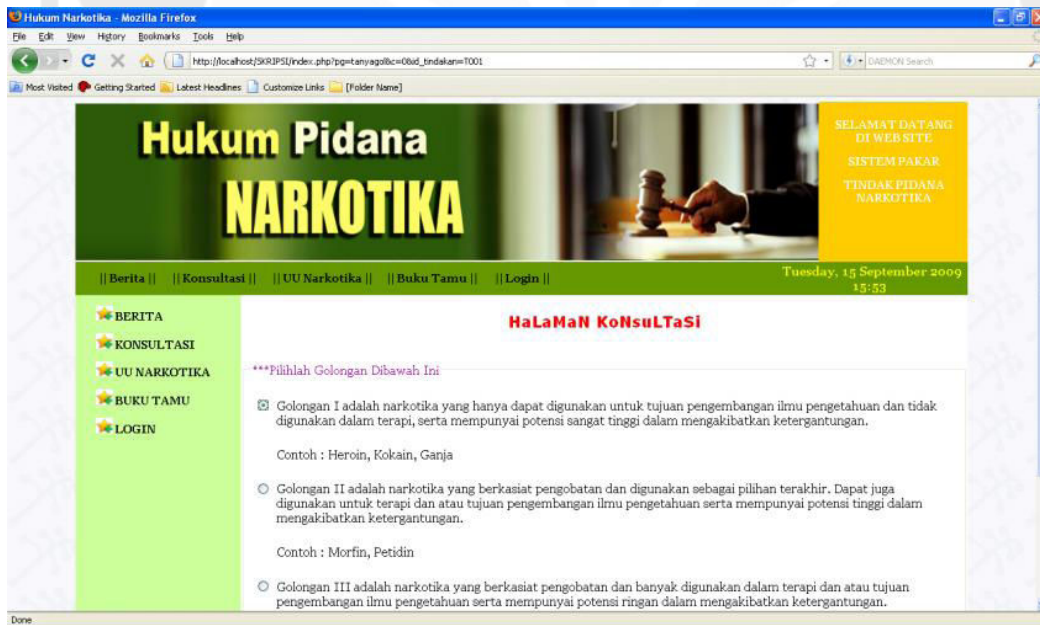 Hukum Narkotika - Mozilla Firefox
File Edit View History Bookmarks Tools Help
http://localhost/SKRIPSI/index.php?pg=tanyagol&c=0&id_tindakan=T001
DAEMON Search
Most Visited Getting Started Latest Headlines Customize Links [Folder Name]
Hukum Pidana
NARKOTIKA
SELAMAT DATANG
DI WEB SITE
SISTEM PAKAR
TINDAK PIDANA
NARKOTIKA
|| Berita || || Konsultasi || || UU Narkotika || || Buku Tamu || || Login ||
Tuesday, 15 September 2009
15:53
BERITA
KONSULTASI
UU NARKOTIKA
BUKU TAMU
LOGIN
HaLaMaN KoNsuLTaSi
***Pilihlah Golongan Dibawah Ini
Golongan I adalah narkotika yang hanya dapat digunakan untuk tujuan pengembangan ilmu pengetahuan dan tidak
digunakan dalam terapi, serta mempunyai potensi sangat tinggi dalam mengakibatkan ketergantungan.
Contoh : Heroin, Kokain, Ganja
Golongan II adalah narkotika yang berkasiat pengobatan dan digunakan sebagai pilihan terakhir. Dapat juga
digunakan untuk terapi dan atau tujuan pengembangan ilmu pengetahuan serta mempunyai potensi tinggi dalam
mengakibatkan ketergantungan.
Contoh : Morfin, Petidin
Golongan III adalah narkotika yang berkasiat pengobatan dan banyak digunakan dalam terapi dan atau tujuan
pengembangan ilmu pengetahuan serta mempunyai potensi ringan dalam mengakibatkan ketergantungan.
Done